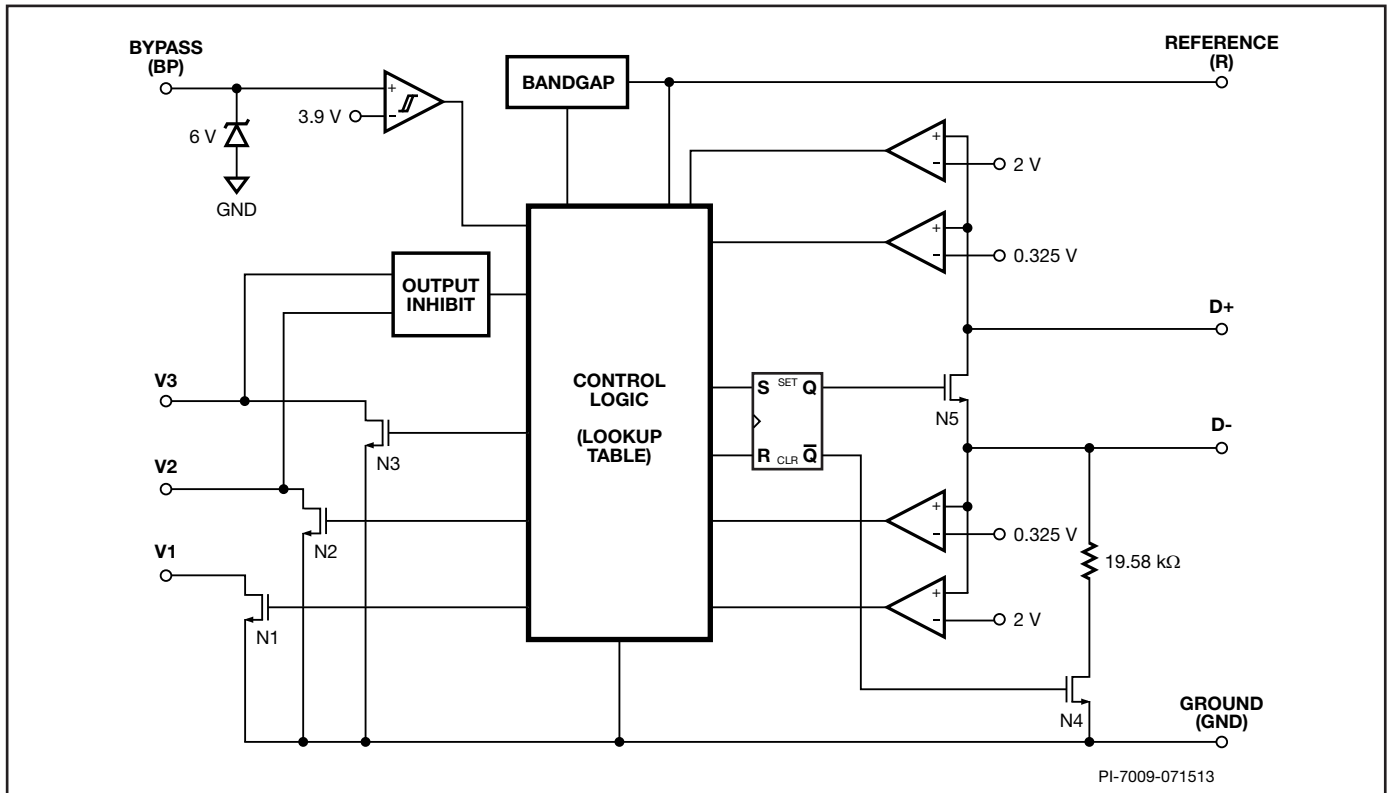 BYPASS
(BP)
REFERENCE
(R)
BANDGAP
+
3.9 V
-
6 V
GND
+
-
2 V
+
-
0.325 V
OUTPUT
INHIBIT
D+
V3
CONTROL
LOGIC
(LOOKUP
TABLE)
S SET Q
R CLR Q̅
N5
D-
N3
V2
N2
+
-
0.325 V
19.58 kΩ
V1
N1
+
-
2 V
N4
GROUND
(GND)
PI-7009-071513